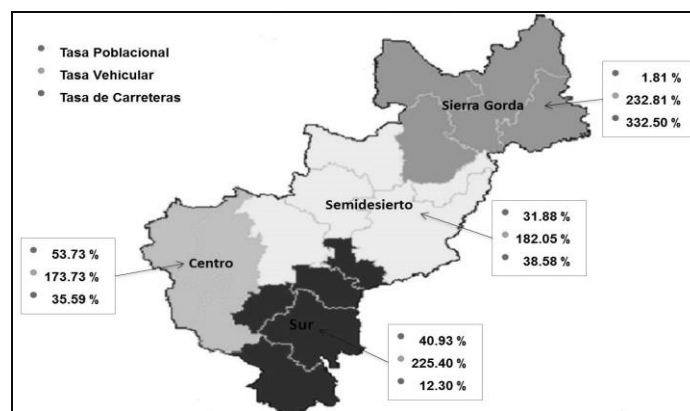 Tasa Poblacional
Tasa Vehicular
Tasa de Carreteras
Sierra Gorda
1.81 %
232.81 %
332.50 %
Semidesierto
31.88 %
182.05 %
38.58 %
Centro
53.73 %
173.73 %
35.59 %
Sur
40.93 %
225.40 %
12.30 %